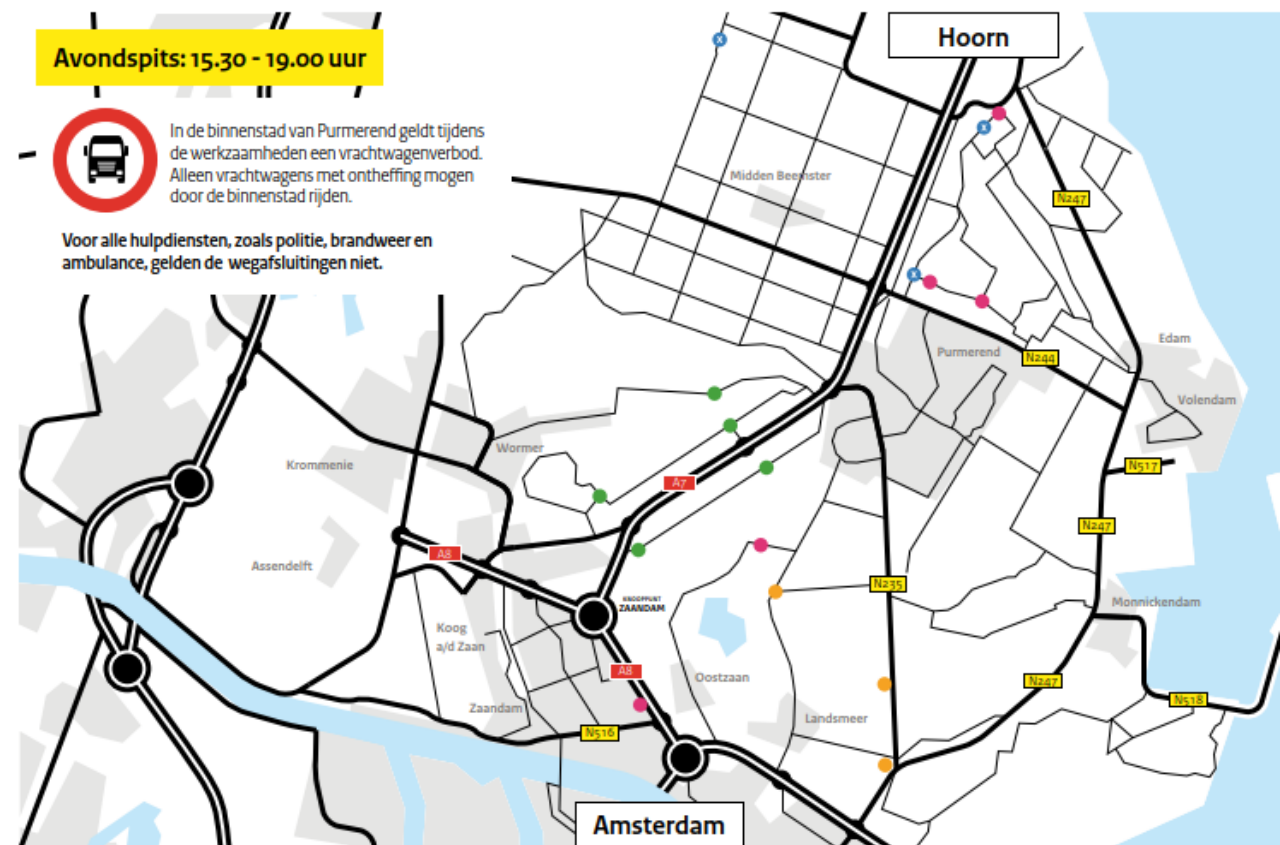 Avondspits: 15.30 - 19.00 uur
In de binnenstad van Purmerend geldt tijdens
de werkzaamheden een vrachtwagenverbod.
Alleen vrachtwagens met ontheffing mogen
door de binnenstad rijden.
Voor alle hulpdiensten, zoals politie, brandweer en
ambulance, gelden de wegafsluitingen niet.
Hoorn
x
x
Midden Beemster
N247
x
Edam
Purmerend
N244
Volendam
Wormer
Krommenie
N517
A7
N247
A8
Assendelft
N235
KNOOPPUNT
ZAANDAM
Monnickendam
Koog
a/d Zaan
A8
Oostzaan
N247
N518
Zaandam
Landsmeer
N516
Amsterdam